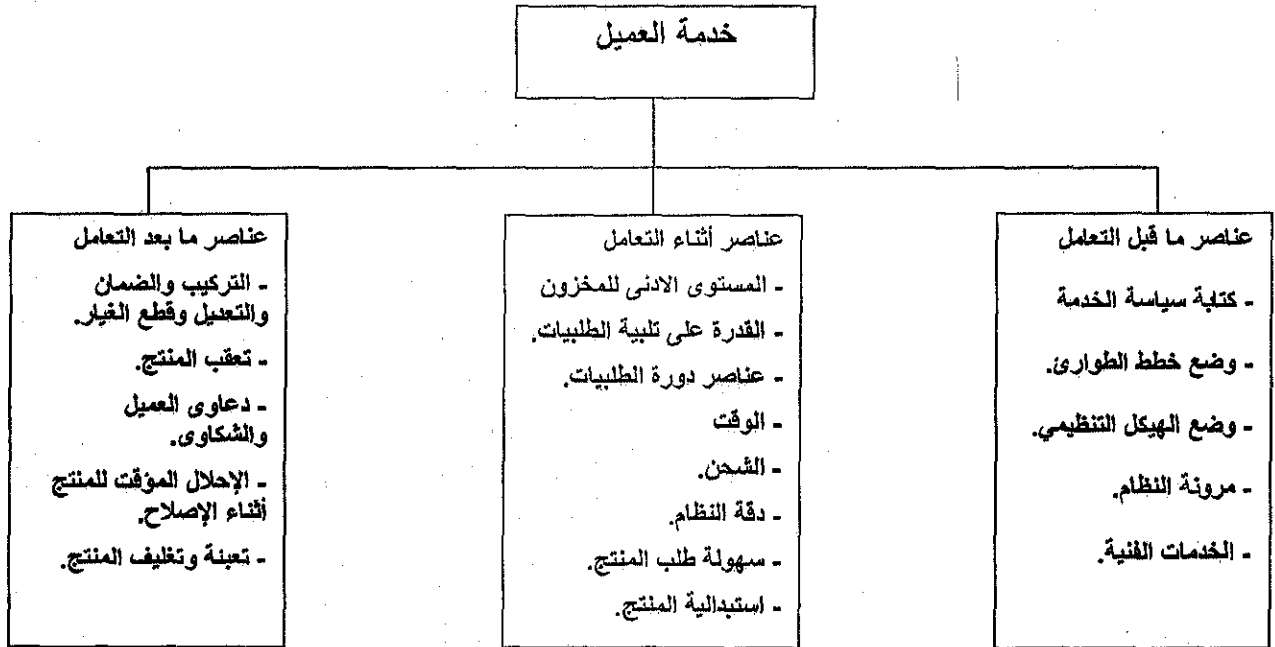 خدمة العميل
عناصر ما قبل التعامل
- كتابة سياسة الخدمة
- وضع خطط الطوارئ.
- وضع الهيكل التنظيمي.
- مرونة النظام.
- الخدمات الفنية.
عناصر أثناء التعامل
- المستوى الادنى للمخزون
- القدرة على تلبية الطلبيات.
- عناصر دورة الطلبيات.
- الوقت
- الشحن.
- دقة النظام.
- سهولة طلب المنتج.
- استبدالية المنتج.
عناصر ما بعد التعامل
- التركيب والضمان
والتعديل وقطع الغيار.
- تعقب المنتج.
- دعاوى العميل
والشكاوى.
- الإحلال المؤقت للمنتج
أثناء الإصلاح.
- تعبئة وتغليف المنتج.